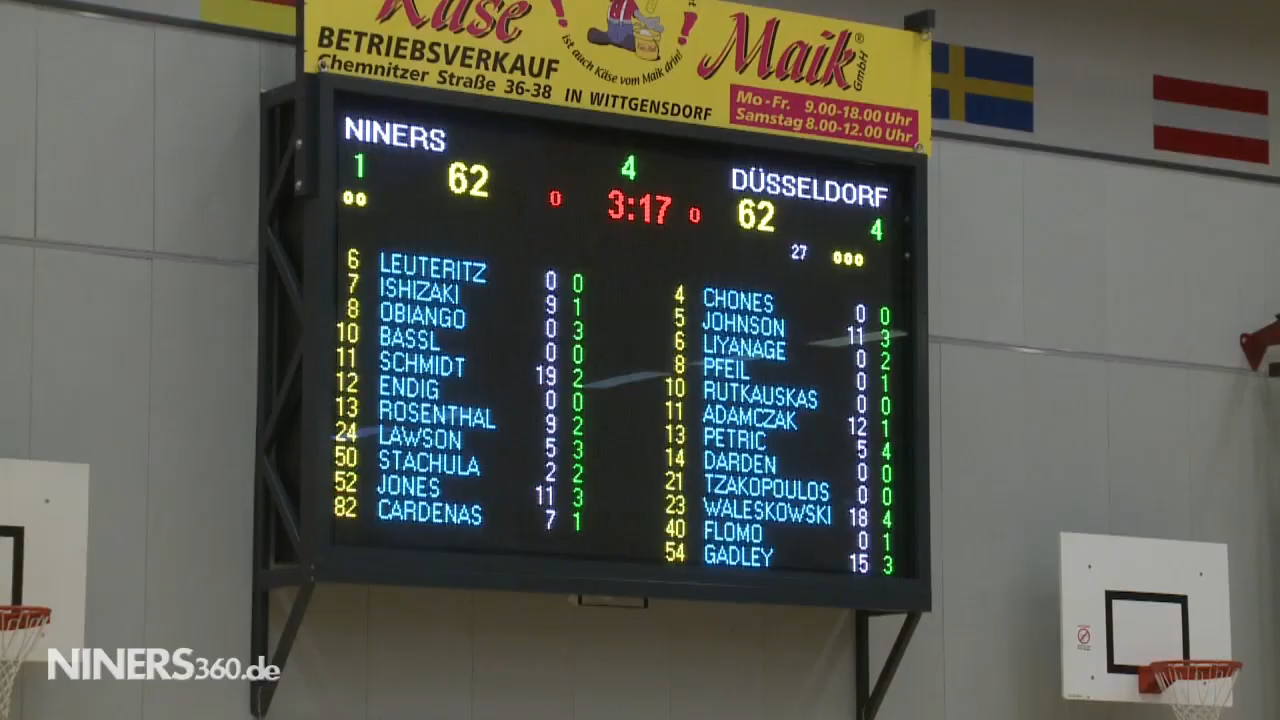 Käse Maik GmbH®
ist auch Käse vom Maik drin!
BETRIEBSVERKAUF
Chemnitzer Straße 36-38 IN WITTGENSDORF
Mo-Fr. 9.00-18.00 Uhr
Samstag 8.00-12.00 Uhr
NINERS 4 DÜSSELDORF
1 62 0 3:17 0 62 4
27
6 LEUTERITZ 0 0
7 ISHIZAKI 9 1
8 OBIANGO 0 3
10 BASSL 0 0
11 SCHMIDT 19 2
12 ENDIG 0 0
13 ROSENTHAL 9 2
24 LAWSON 5 3
50 STACHULA 2 2
52 JONES 11 3
82 CARDENAS 7 1
4 CHONES 0 0
5 JOHNSON 11 3
6 LIYANAGE 0 2
8 PFEIL 0 1
10 RUTKAUSKAS 0 0
11 ADAMCZAK 12 1
13 PETRIC 5 4
14 DARDEN 0 0
21 TZAKOPOULOS 0 0
23 WALESKOWSKI 18 4
40 FLOMO 0 1
54 GADLEY 15 3
NINERS360.de